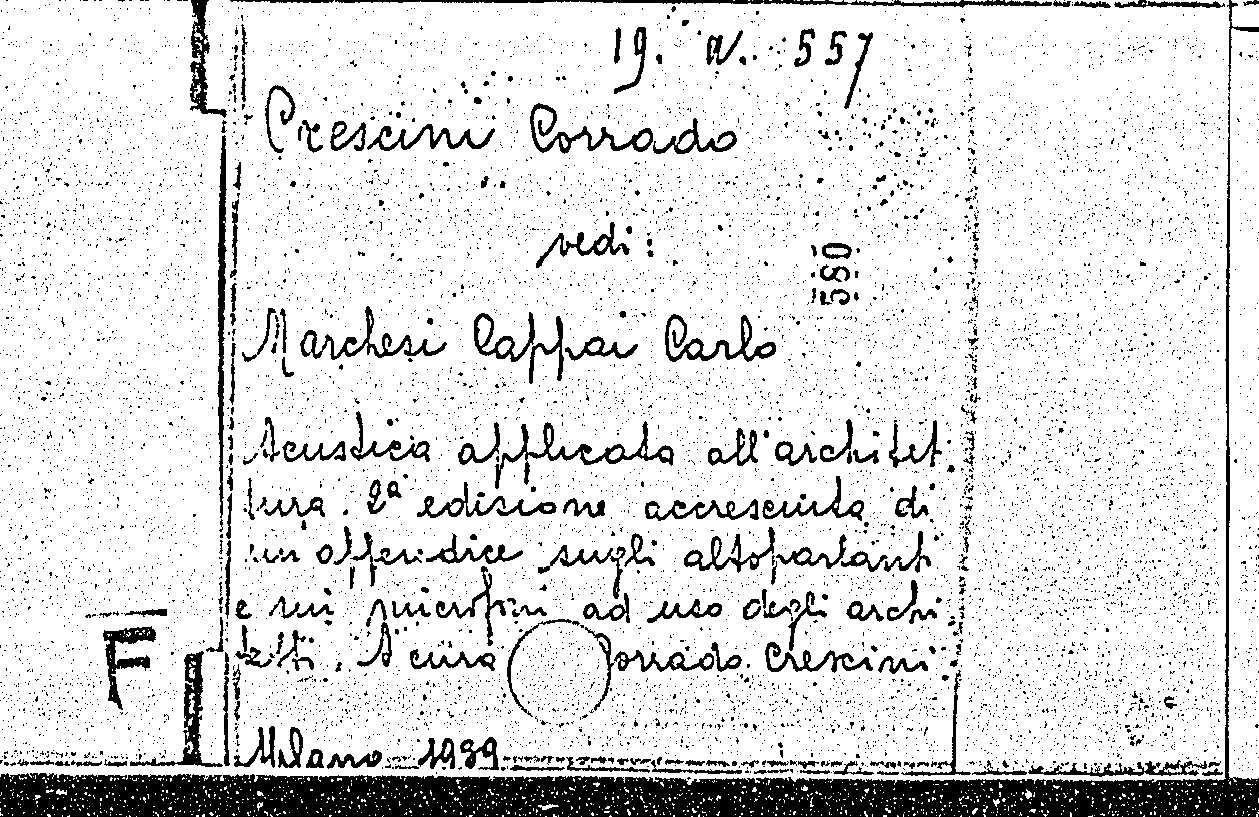 19. A. 557
Crescini Corrado
vedi:
580
Marchesi Cappai Carlo
Acustica applicata all'architet:
tura. 2ª edizione accresciuta di
un'appendice sugli altoparlanti
e sui microfoni ad uso degli archi:
tetti. A cura Corrado Crescini.
F
Milano 1939